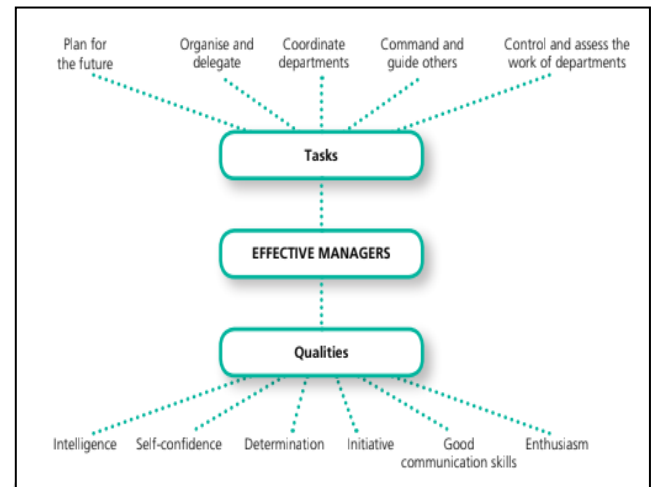 Plan for
the future
Organise and
delegate
Coordinate
departments
Command and
guide others
Control and assess the
work of departments
Tasks
EFFECTIVE MANAGERS
Qualities
Intelligence
Self-confidence
Determination
Initiative
Good
communication skills
Enthusiasm